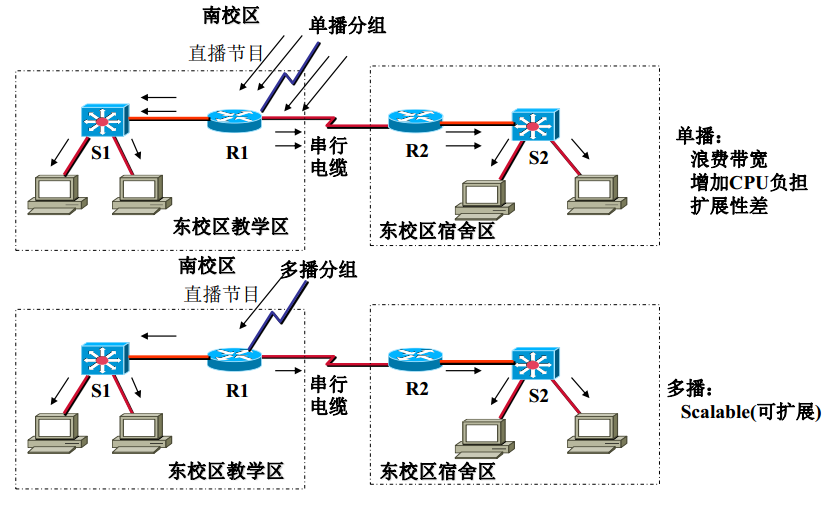 南校区
单播分组
直播节目
S1
R1
串行
电缆
R2
S2
东校区教学区
东校区宿舍区
单播：
浪费带宽
增加CPU负担
扩展性差
南校区
多播分组
直播节目
S1
R1
串行
电缆
R2
S2
东校区教学区
东校区宿舍区
多播：
Scalable(可扩展)